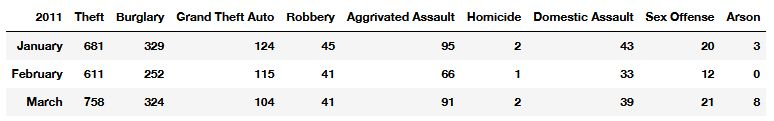 2011 Theft Burglary Grand Theft Auto Robbery Aggrivated Assault Homicide Domestic Assault Sex Offense Arson
January 681 329 124 45 95 2 43 20 3
February 611 252 115 41 66 1 33 12 0
March 758 324 104 41 91 2 39 21 8